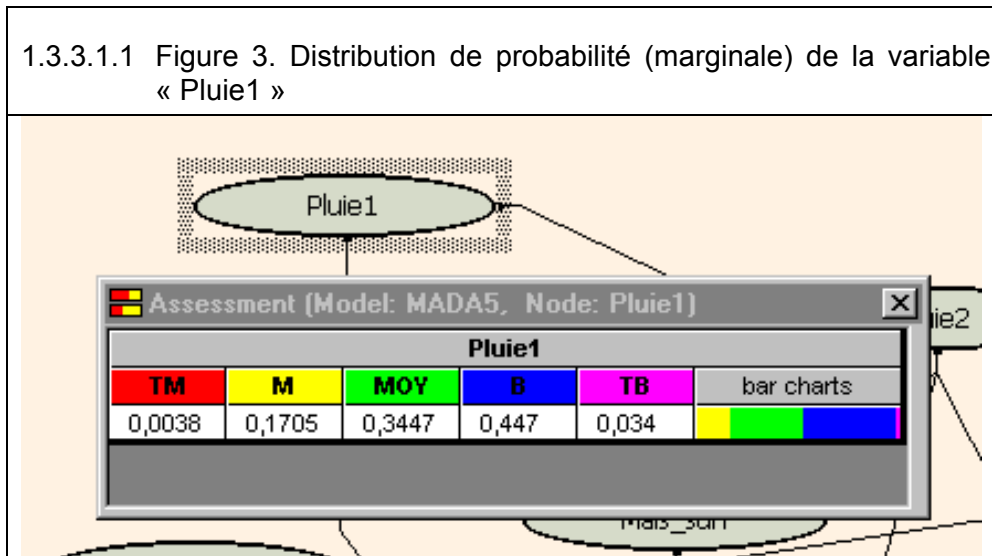 1.3.3.1.1 Figure 3. Distribution de probabilité (marginale) de la variable
« Pluie1 »
Pluie1
Assessment (Model: MADA5, Node: Pluie1)
Pluie1
TM M MOY B TB bar charts
0,0038 0,1705 0,3447 0,447 0,034